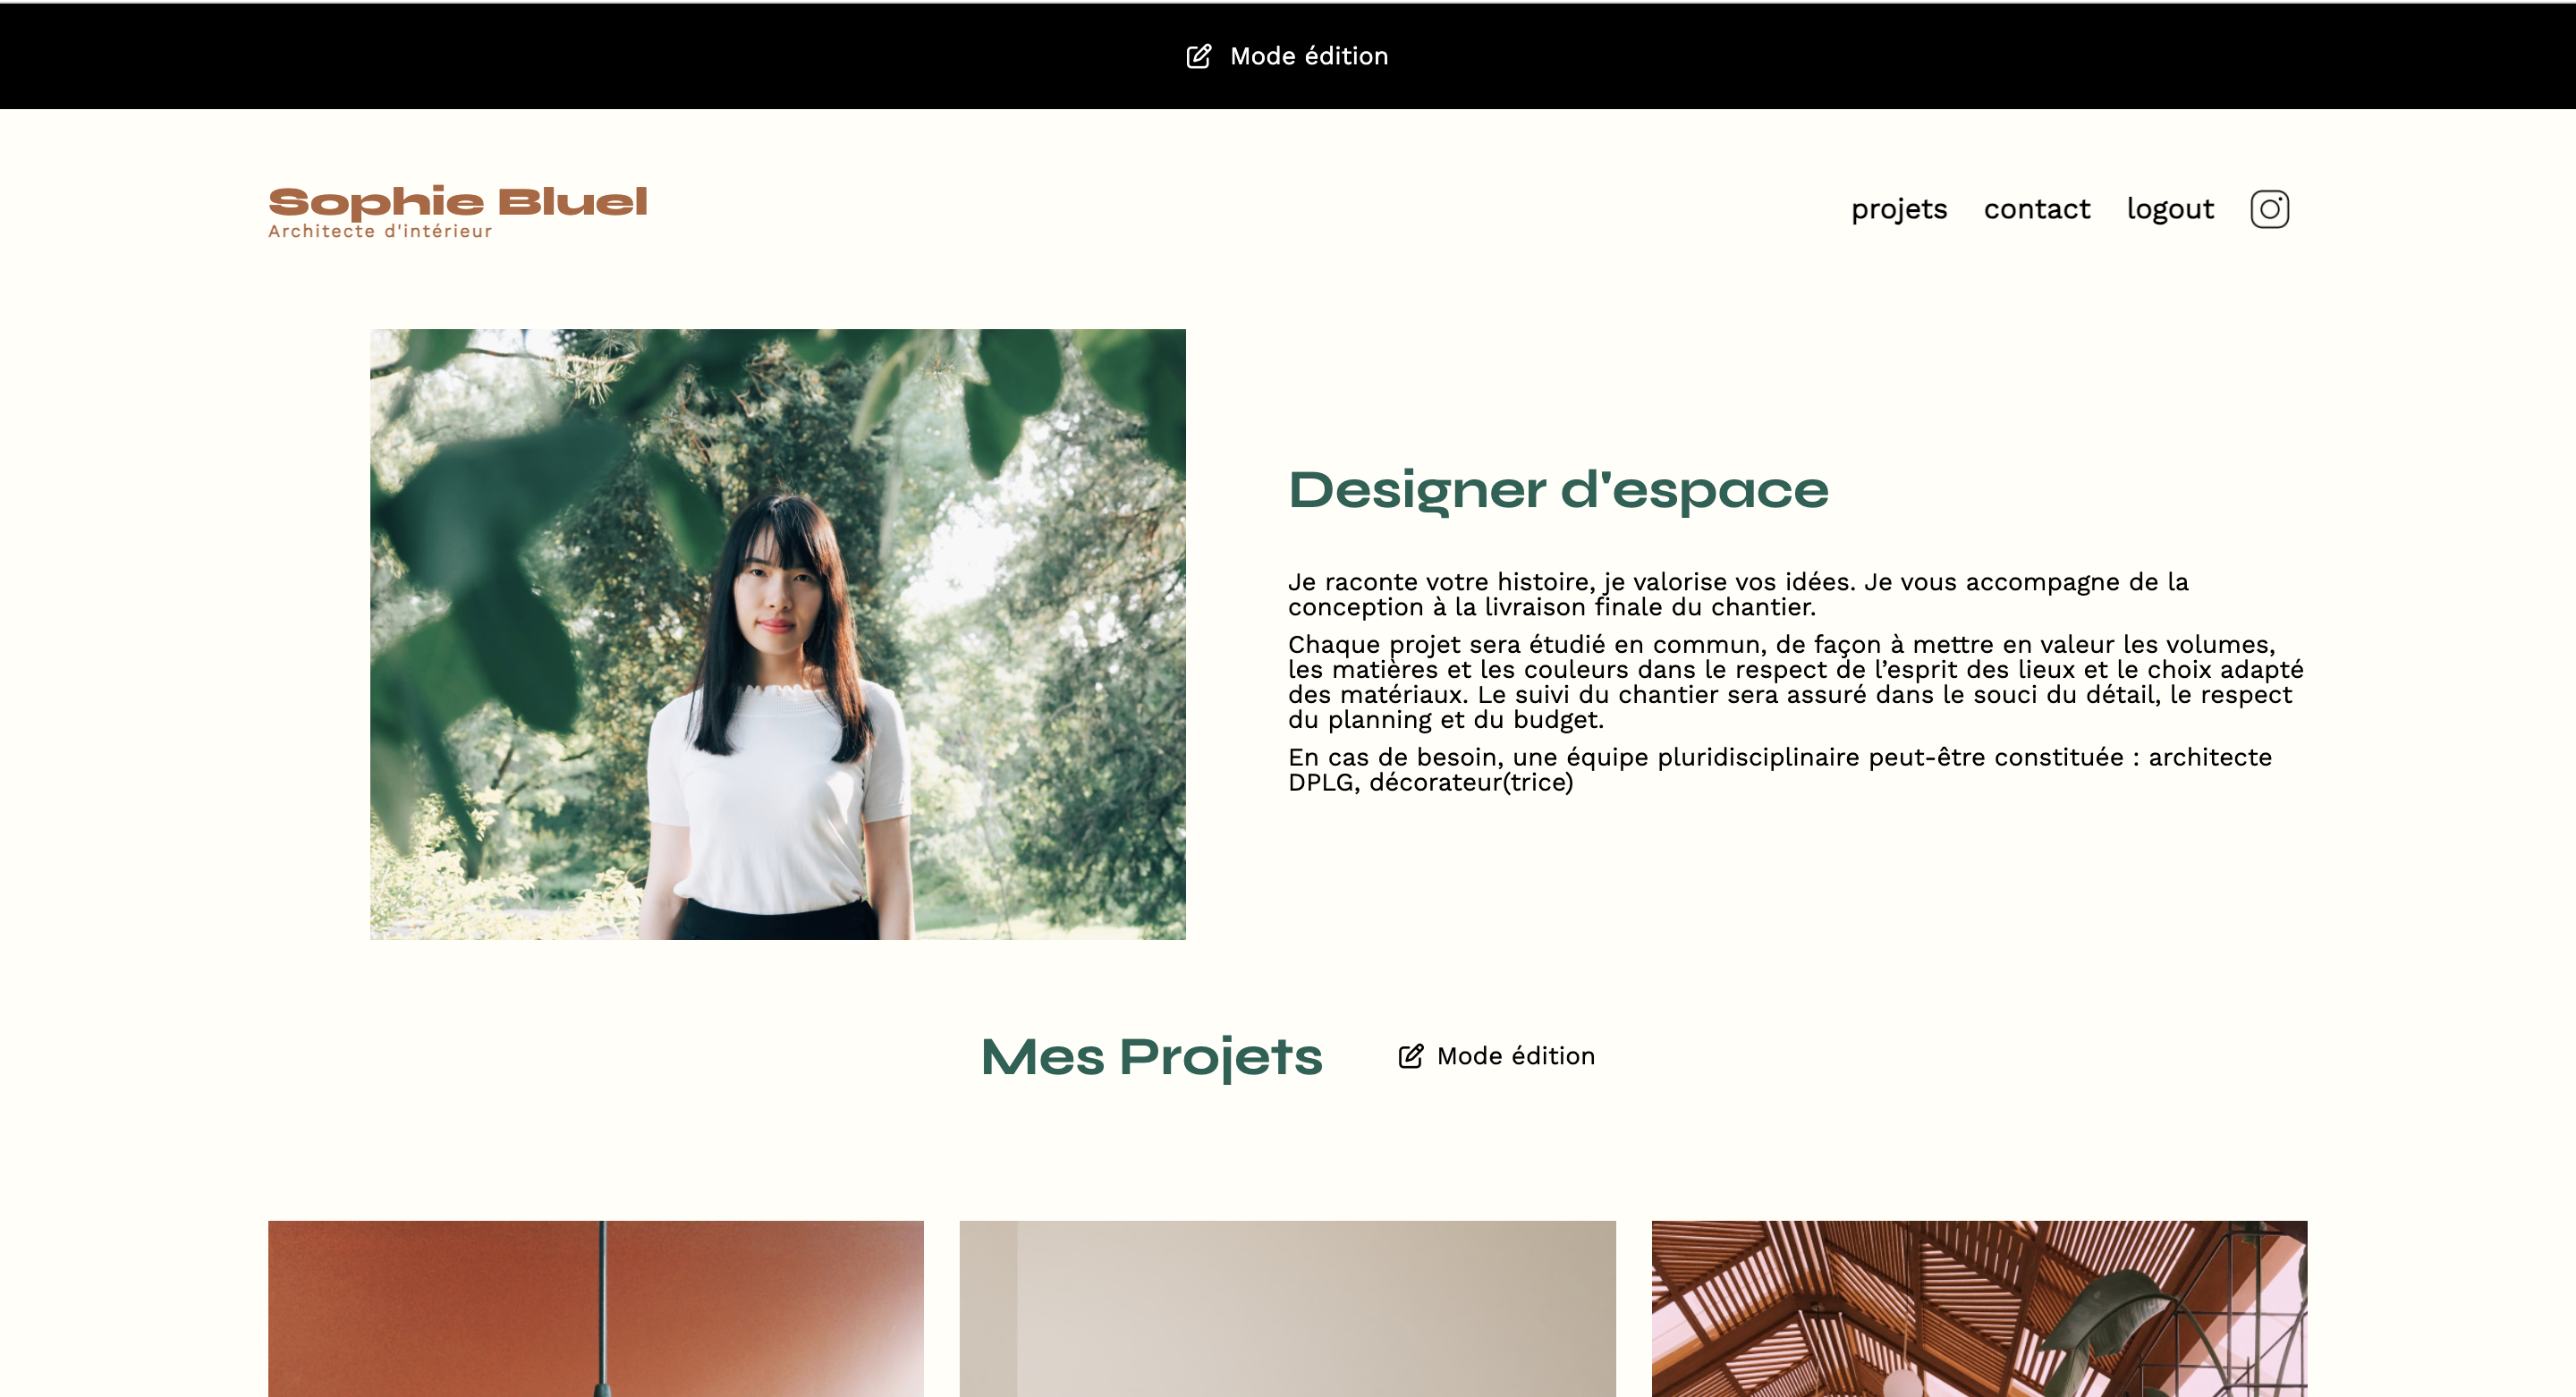 Mode édition
Sophie Bluel
Architecte d'intérieur
projets contact logout
Designer d'espace
Je raconte votre histoire, je valorise vos idées. Je vous accompagne de la
conception à la livraison finale du chantier.
Chaque projet sera étudié en commun, de façon à mettre en valeur les volumes,
les matières et les couleurs dans le respect de l’esprit des lieux et le choix adapté
des matériaux. Le suivi du chantier sera assuré dans le souci du détail, le respect
du planning et du budget.
En cas de besoin, une équipe pluridisciplinaire peut-être constituée : architecte
DPLG, décorateur(trice)
Mes Projets
Mode édition